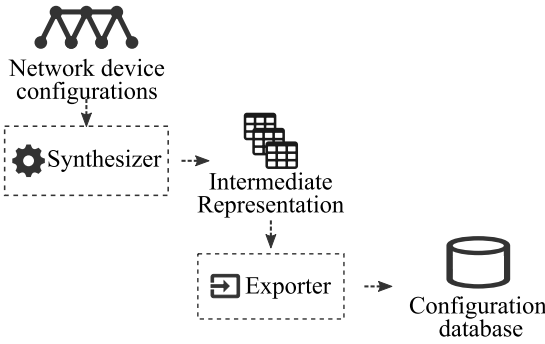 Network device
configurations
Synthesizer
Intermediate
Representation
Exporter
Configuration
database